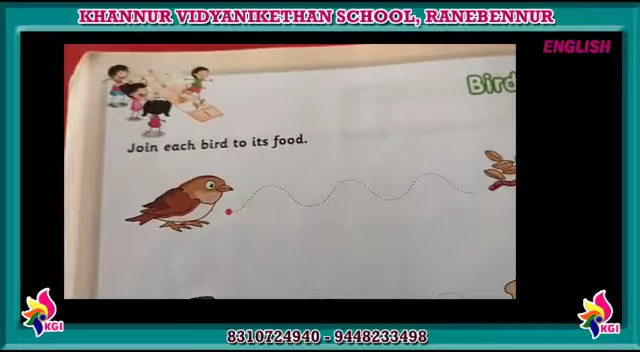 KHANNUR VIDYANIKETHAN SCHOOL, RANEBENNUR
ENGLISH
Bird
Join each bird to its food.
KGI
KGI
8310724940 - 9448233498